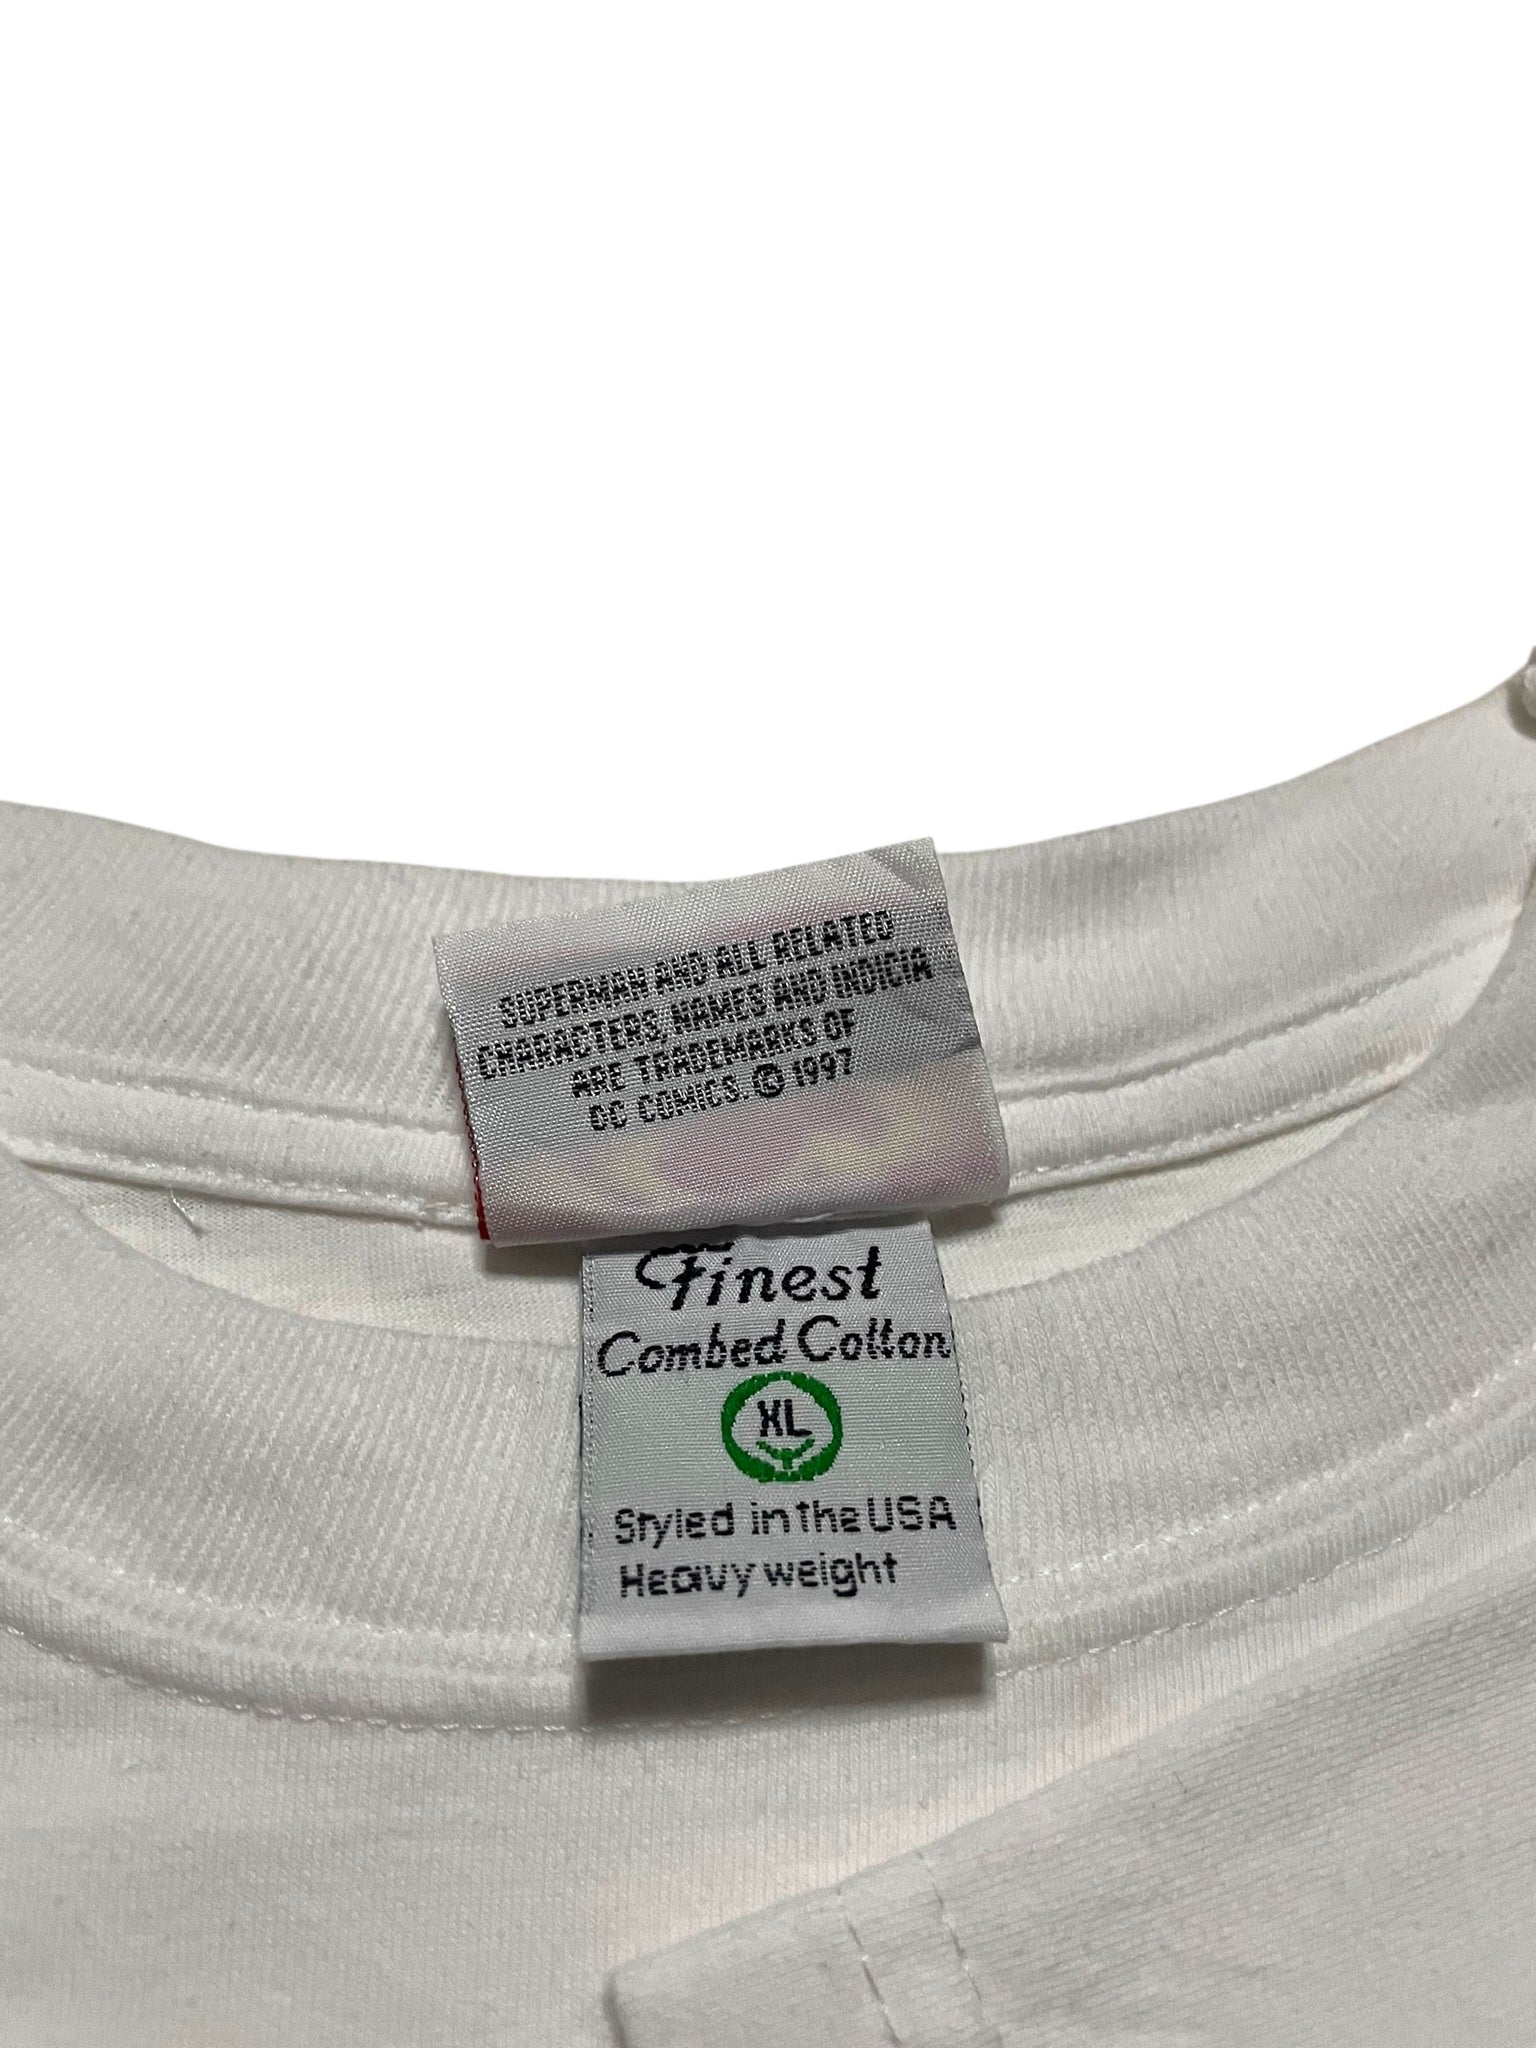 SUPERMAN AND ALL RELATED
CHARACTERS, NAMES AND INDICIA
ARE TRADEMARKS OF
DC COMICS. © 1997
Finest
Combed Cotton
XL
Styled in the USA
Heavy weight